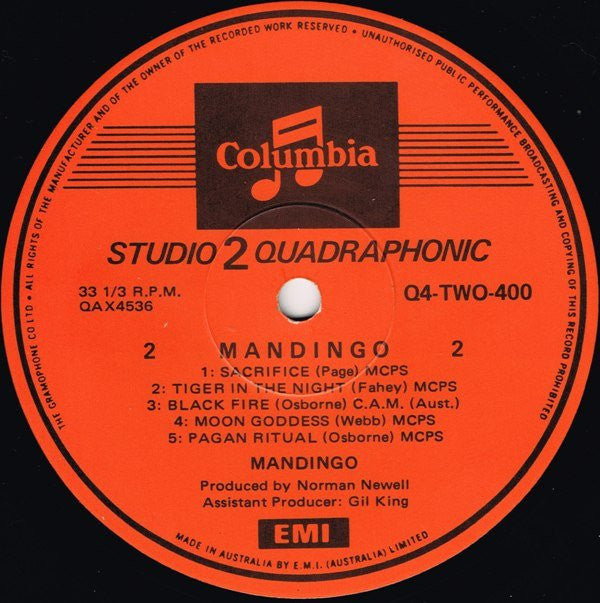 THE GRAMOPHONE CO LTD • ALL RIGHTS OF THE MANUFACTURER AND OF THE OWNER OF THE RECORDED WORK RESERVED • UNAUTHORISED PUBLIC PERFORMANCE BROADCASTING AND COPYING OF THIS RECORD PROHIBITED
Columbia
STUDIO 2 QUADRAPHONIC
33 1/3 R.P.M.
Q4-TWO-400
QAX4536
2 MANDINGO 2
1: SACRIFICE (Page) MCPS
2: TIGER IN THE NIGHT (Fahey) MCPS
3: BLACK FIRE (Osborne) C.A.M. (Aust.)
4: MOON GODDESS (Webb) MCPS
5: PAGAN RITUAL (Osborne) MCPS
MANDINGO
Produced by Norman Newell
Assistant Producer: Gil King
EMI
MADE IN AUSTRALIA BY E.M.I. (AUSTRALIA) LIMITED